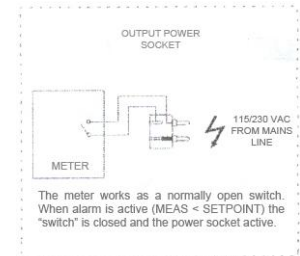 OUTPUT POWER
SOCKET
115/230 VAC
FROM MAINS
LINE
METER
The meter works as a normally open switch.
When alarm is active (MEAS < SETPOINT) the
"switch" is closed and the power socket active.